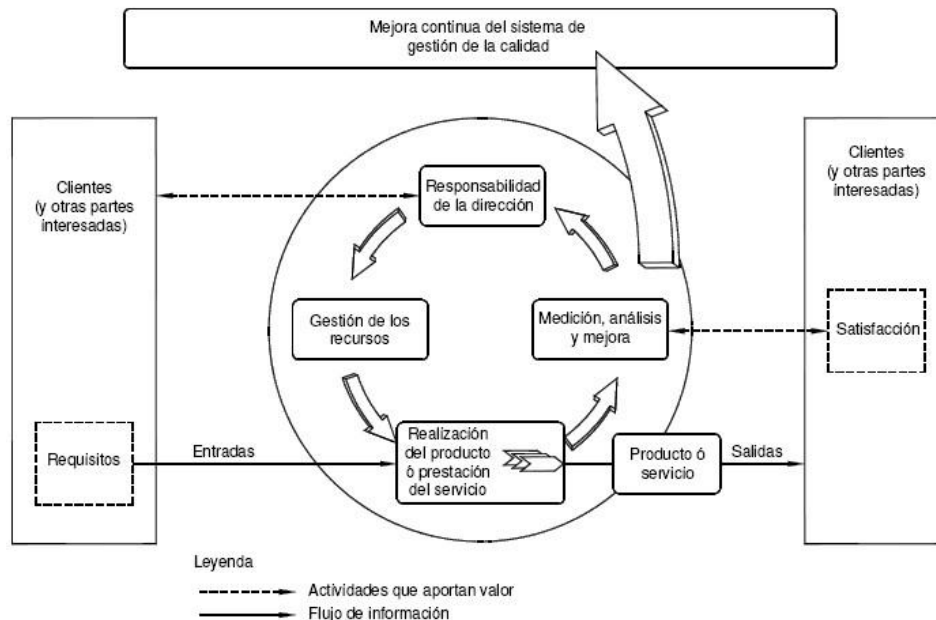 Mejora continua del sistema de
gestión de la calidad
Clientes
(y otras partes
interesadas)
Responsabilidad
de la dirección
Clientes
(y otras partes
interesadas)
Gestión de los
recursos
Medición, análisis
y mejora
Satisfacción
Requisitos
Entradas
Realización
del producto
ó prestación
del servicio
Producto ó
servicio
Salidas
Leyenda
Actividades que aportan valor
Flujo de información